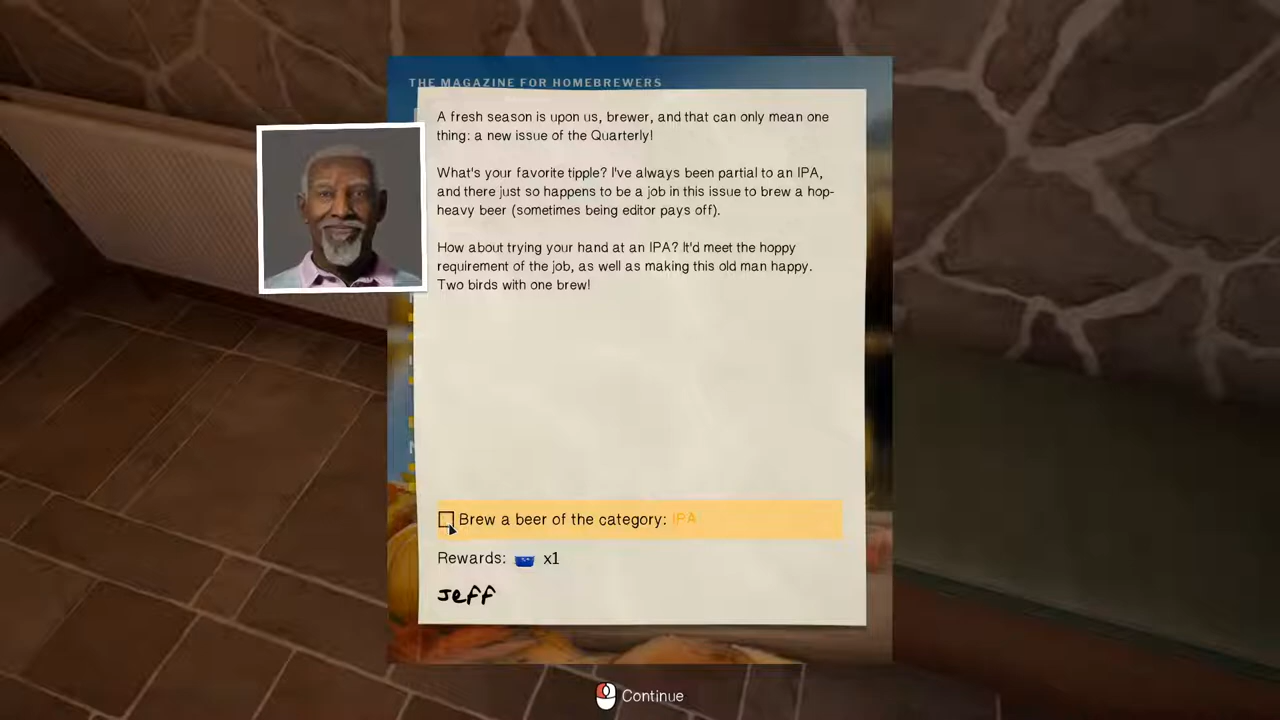 THE MAGAZINE FOR HOMEBREWERS
A fresh season is upon us, brewer, and that can only mean one
thing: a new issue of the Quarterly!
What's your favorite tipple? I've always been partial to an IPA,
and there just so happens to be a job in this issue to brew a hop-
heavy beer (sometimes being editor pays off).
How about trying your hand at an IPA? It'd meet the hoppy
requirement of the job, as well as making this old man happy.
Two birds with one brew!
Brew a beer of the category: IPA
Rewards: x1
Jeff
Continue